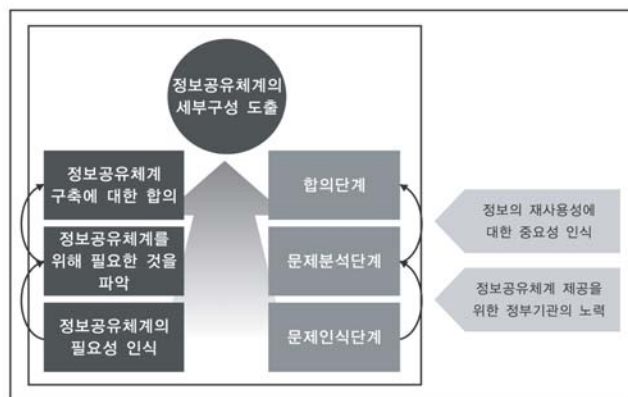 정보공유체계의
세부구성 도출
정보공유체계
구축에 대한 합의
합의단계
정보의 재사용성에
대한 중요성 인식
정보공유체계를
위해 필요한 것을
파악
문제분석단계
정보공유체계 제공을
위한 정부기관의 노력
정보공유체계의
필요성 인식
문제인식단계